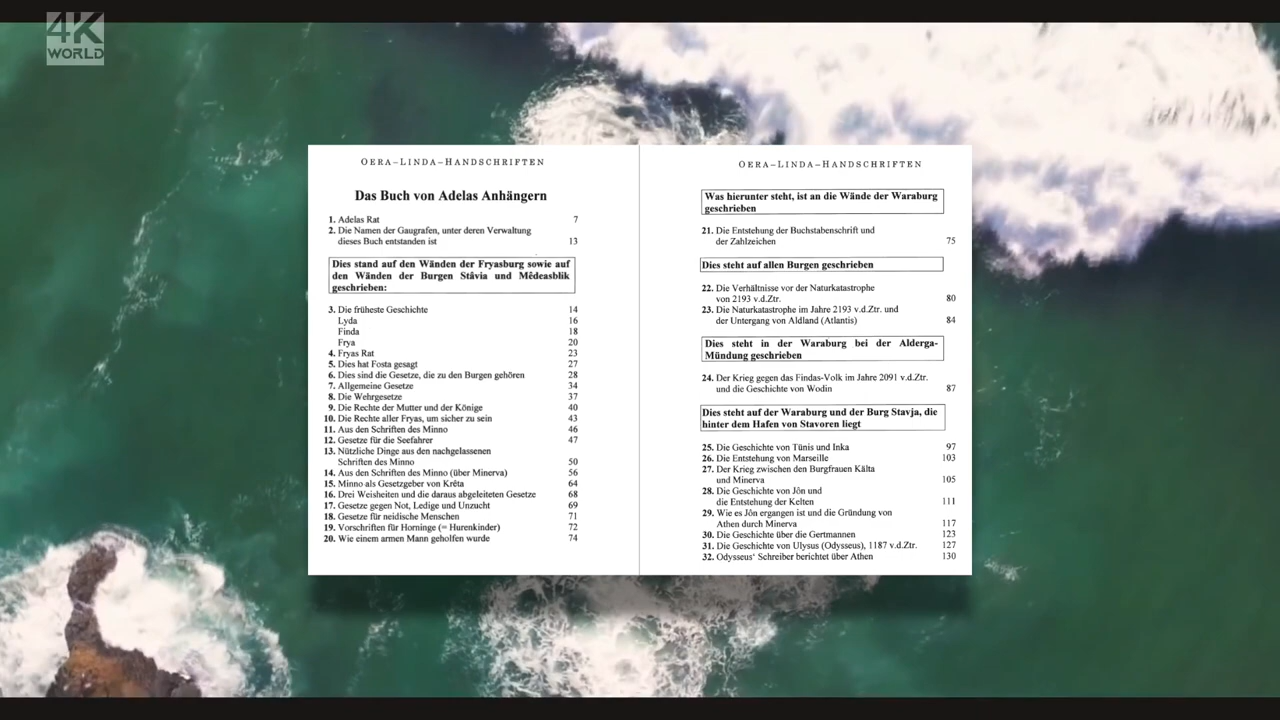 4K
WORLD
OERA–LINDA–HANDSCHRIFTEN
Das Buch von Adelas Anhängern
1. Adelas Rat 7
2. Die Namen der Gaugrafen, unter deren Verwaltung
dieses Buch entstanden ist 13
Dies stand auf den Wänden der Fryasburg sowie auf
den Wänden der Burgen Stâvia und Mêdeasblik
geschrieben:
3. Die früheste Geschichte 14
Lyda 16
Finda 18
Frya 20
4. Fryas Rat 23
5. Dies hat Fosta gesagt 27
6. Dies sind die Gesetze, die zu den Burgen gehören 28
7. Allgemeine Gesetze 34
8. Die Wehrgesetze 37
9. Die Rechte der Mutter und der Könige 40
10. Die Rechte aller Fryas, um sicher zu sein 43
11. Aus den Schriften des Minno 46
12. Gesetze für die Seefahrer 47
13. Nützliche Dinge aus den nachgelassenen
Schriften des Minno 50
14. Aus den Schriften des Minno (über Minerva) 56
15. Minno als Gesetzgeber von Krêta 64
16. Drei Weisheiten und die daraus abgeleiteten Gesetze 68
17. Gesetze gegen Not, Ledige und Unzucht 69
18. Gesetze für neidische Menschen 71
19. Vorschriften für Horninge (= Hurenkinder) 72
20. Wie einem armen Mann geholfen wurde 74
OERA–LINDA–HANDSCHRIFTEN
Was hierunter steht, ist an die Wände der Waraburg
geschrieben
21. Die Entstehung der Buchstabenschrift und
der Zahlzeichen 75
Dies steht auf allen Burgen geschrieben
22. Die Verhältnisse vor der Naturkatastrophe
von 2193 v.d.Ztr. 80
23. Die Naturkatastrophe im Jahre 2193 v.d.Ztr. und
der Untergang von Aldland (Atlantis) 84
Dies steht in der Waraburg bei der Alderga-
Mündung geschrieben
24. Der Krieg gegen das Findas-Volk im Jahre 2091 v.d.Ztr.
und die Geschichte von Wodin 87
Dies steht auf der Waraburg und der Burg Stavja, die
hinter dem Hafen von Stavoren liegt
25. Die Geschichte von Tünis und Inka 97
26. Die Entstehung von Marseille 103
27. Der Krieg zwischen den Burgfrauen Kälta
und Minerva 105
28. Die Geschichte von Jôn und
die Entstehung der Kelten 111
29. Wie es Jôn ergangen ist und die Gründung von
Athen durch Minerva 117
30. Die Geschichte über die Gertmannen 123
31. Die Geschichte von Ulysus (Odysseus), 1187 v.d.Ztr. 127
32. Odysseus‘ Schreiber berichtet über Athen 130